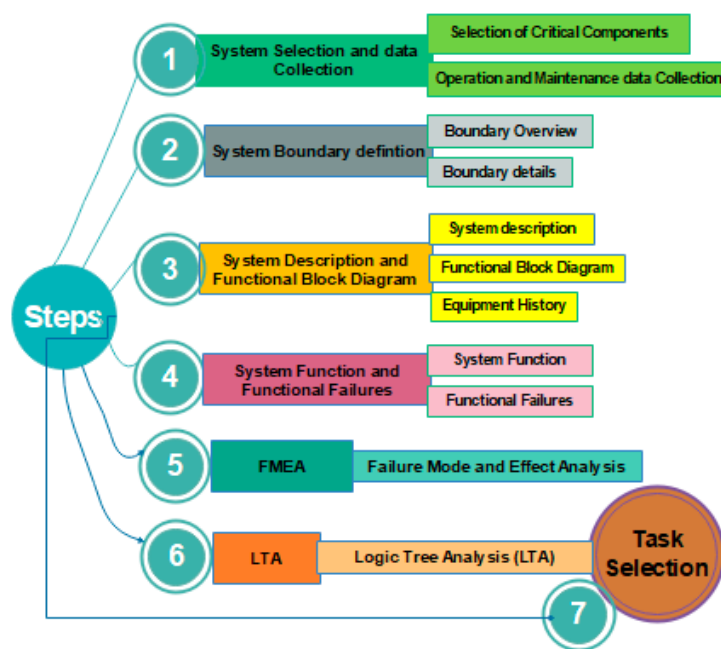 Steps
1
System Selection and data
Collection
Selection of Critical Components
Operation and Maintenance data Collection
2
System Boundary defintion
Boundary Overview
Boundary details
3
System Description and
Functional Block Diagram
System description
Functional Block Diagram
Equipment History
4
System Function and
Functional Failures
System Function
Functional Failures
5
FMEA
Failure Mode and Effect Analysis
6
LTA
Logic Tree Analysis (LTA)
Task
Selection
7